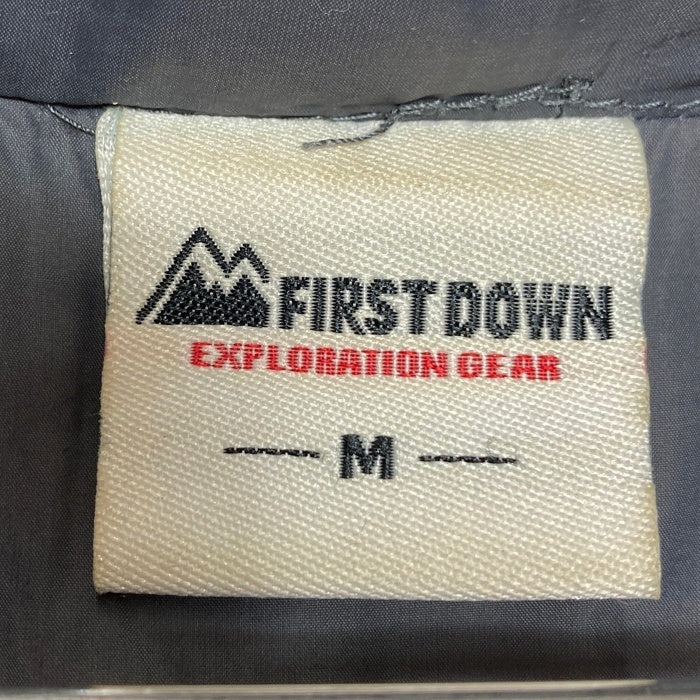 FIRST DOWN
EXPLORATION GEAR
— M —